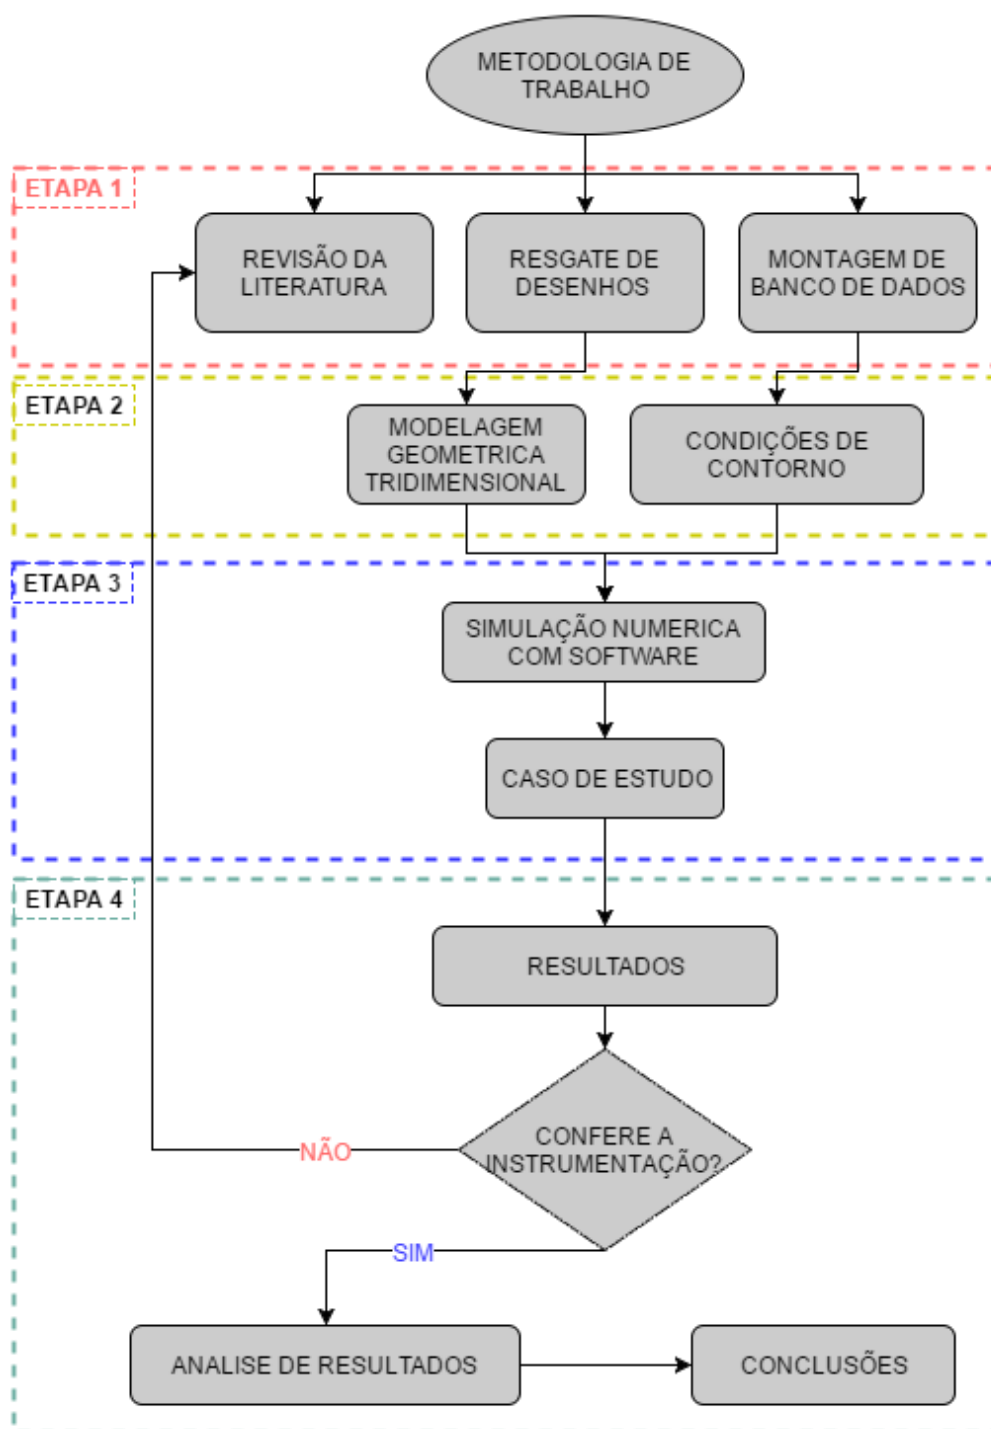 METODOLOGIA DE
TRABALHO
ETAPA 1
REVISÃO DA
LITERATURA
RESGATE DE
DESENHOS
MONTAGEM DE
BANCO DE DADOS
ETAPA 2
MODELAGEM
GEOMETRICA
TRIDIMENSIONAL
CONDIÇÕES DE
CONTORNO
ETAPA 3
SIMULAÇÃO NUMERICA
COM SOFTWARE
CASO DE ESTUDO
ETAPA 4
RESULTADOS
CONFERE A
INSTRUMENTAÇÃO?
NÃO
SIM
ANALISE DE RESULTADOS
CONCLUSÕES